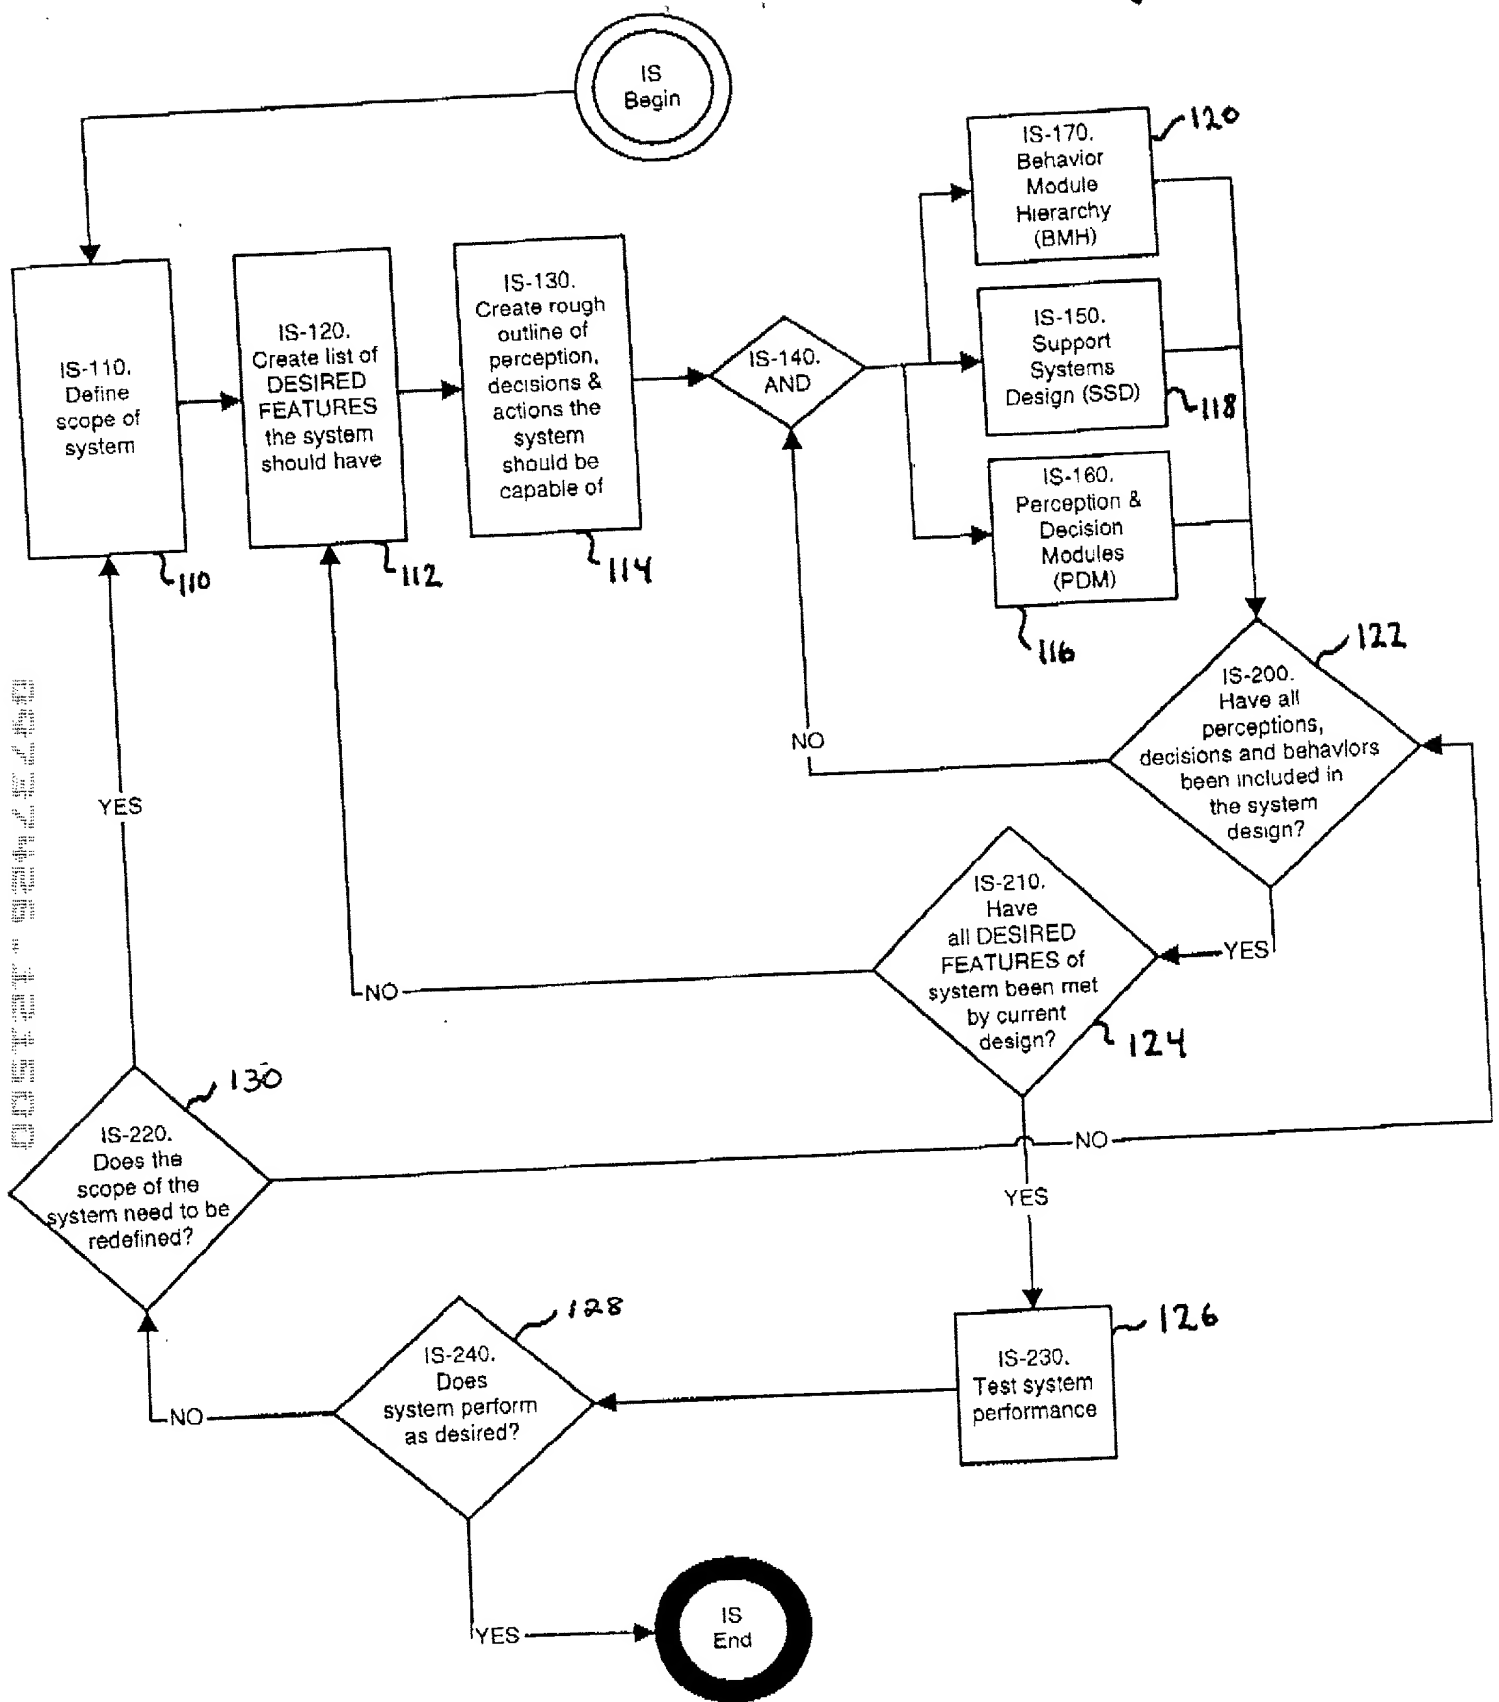 IS
Begin
IS-110.
Define
scope of
system
110
IS-120.
Create list of
DESIRED
FEATURES
the system
should have
112
IS-130.
Create rough
outline of
perception,
decisions &
actions the
system
should be
capable of
114
IS-140.
AND
IS-170.
Behavior
Module
Hierarchy
(BMH)
120
IS-150.
Support
Systems
Design (SSD)
118
IS-160.
Perception &
Decision
Modules
(PDM)
116
IS-200.
Have all
perceptions,
decisions and behaviors
been included in
the system
design?
122
NO
YES
IS-210.
Have
all DESIRED
FEATURES of
system been met
by current
design?
124
NO
YES
IS-230.
Test system
performance
126
IS-240.
Does
system perform
as desired?
128
NO
YES
IS-220.
Does the
scope of the
system need to be
redefined?
130
YES
NO
IS
End